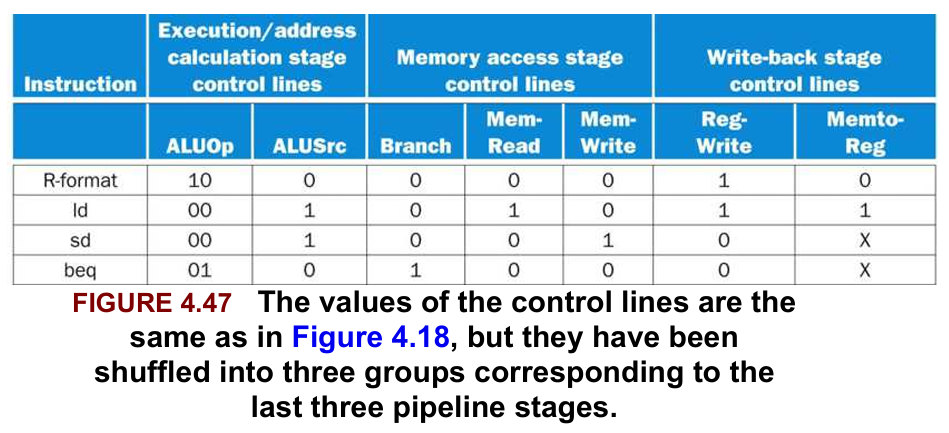 Instruction Execution/address calculation stage control lines Memory access stage control lines Write-back stage control lines
ALUOp ALUSrc Branch Mem-Read Mem-Write Reg-Write Memto-Reg
R-format 10 0 0 0 0 1 0
ld 00 1 0 1 0 1 1
sd 00 1 0 0 1 0 X
beq 01 0 1 0 0 0 X
FIGURE 4.47 The values of the control lines are the
same as in Figure 4.18, but they have been
shuffled into three groups corresponding to the
last three pipeline stages.